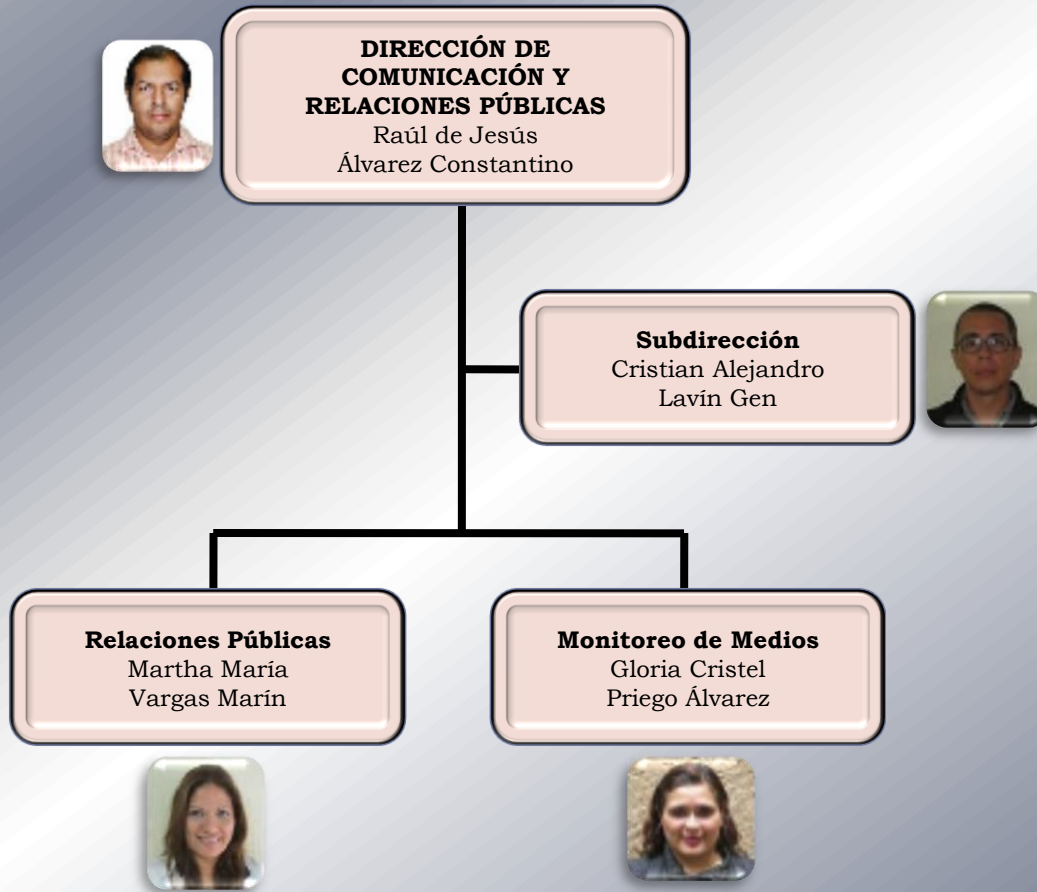 DIRECCIÓN DE
COMUNICACIÓN Y
RELACIONES PÚBLICAS
Raúl de Jesús
Álvarez Constantino
Subdirección
Cristian Alejandro
Lavín Gen
Relaciones Públicas
Martha María
Vargas Marín
Monitoreo de Medios
Gloria Cristel
Priego Álvarez